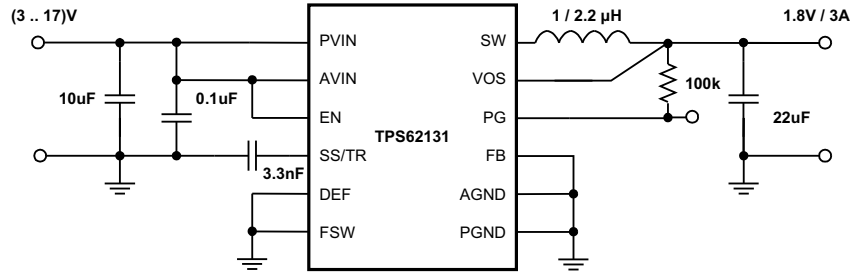 (3 .. 17)V
1 / 2.2 µH
1.8V / 3A
PVIN
SW
AVIN
VOS
10uF
0.1uF
100k
EN
PG
22uF
TPS62131
SS/TR
FB
3.3nF
DEF
AGND
FSW
PGND